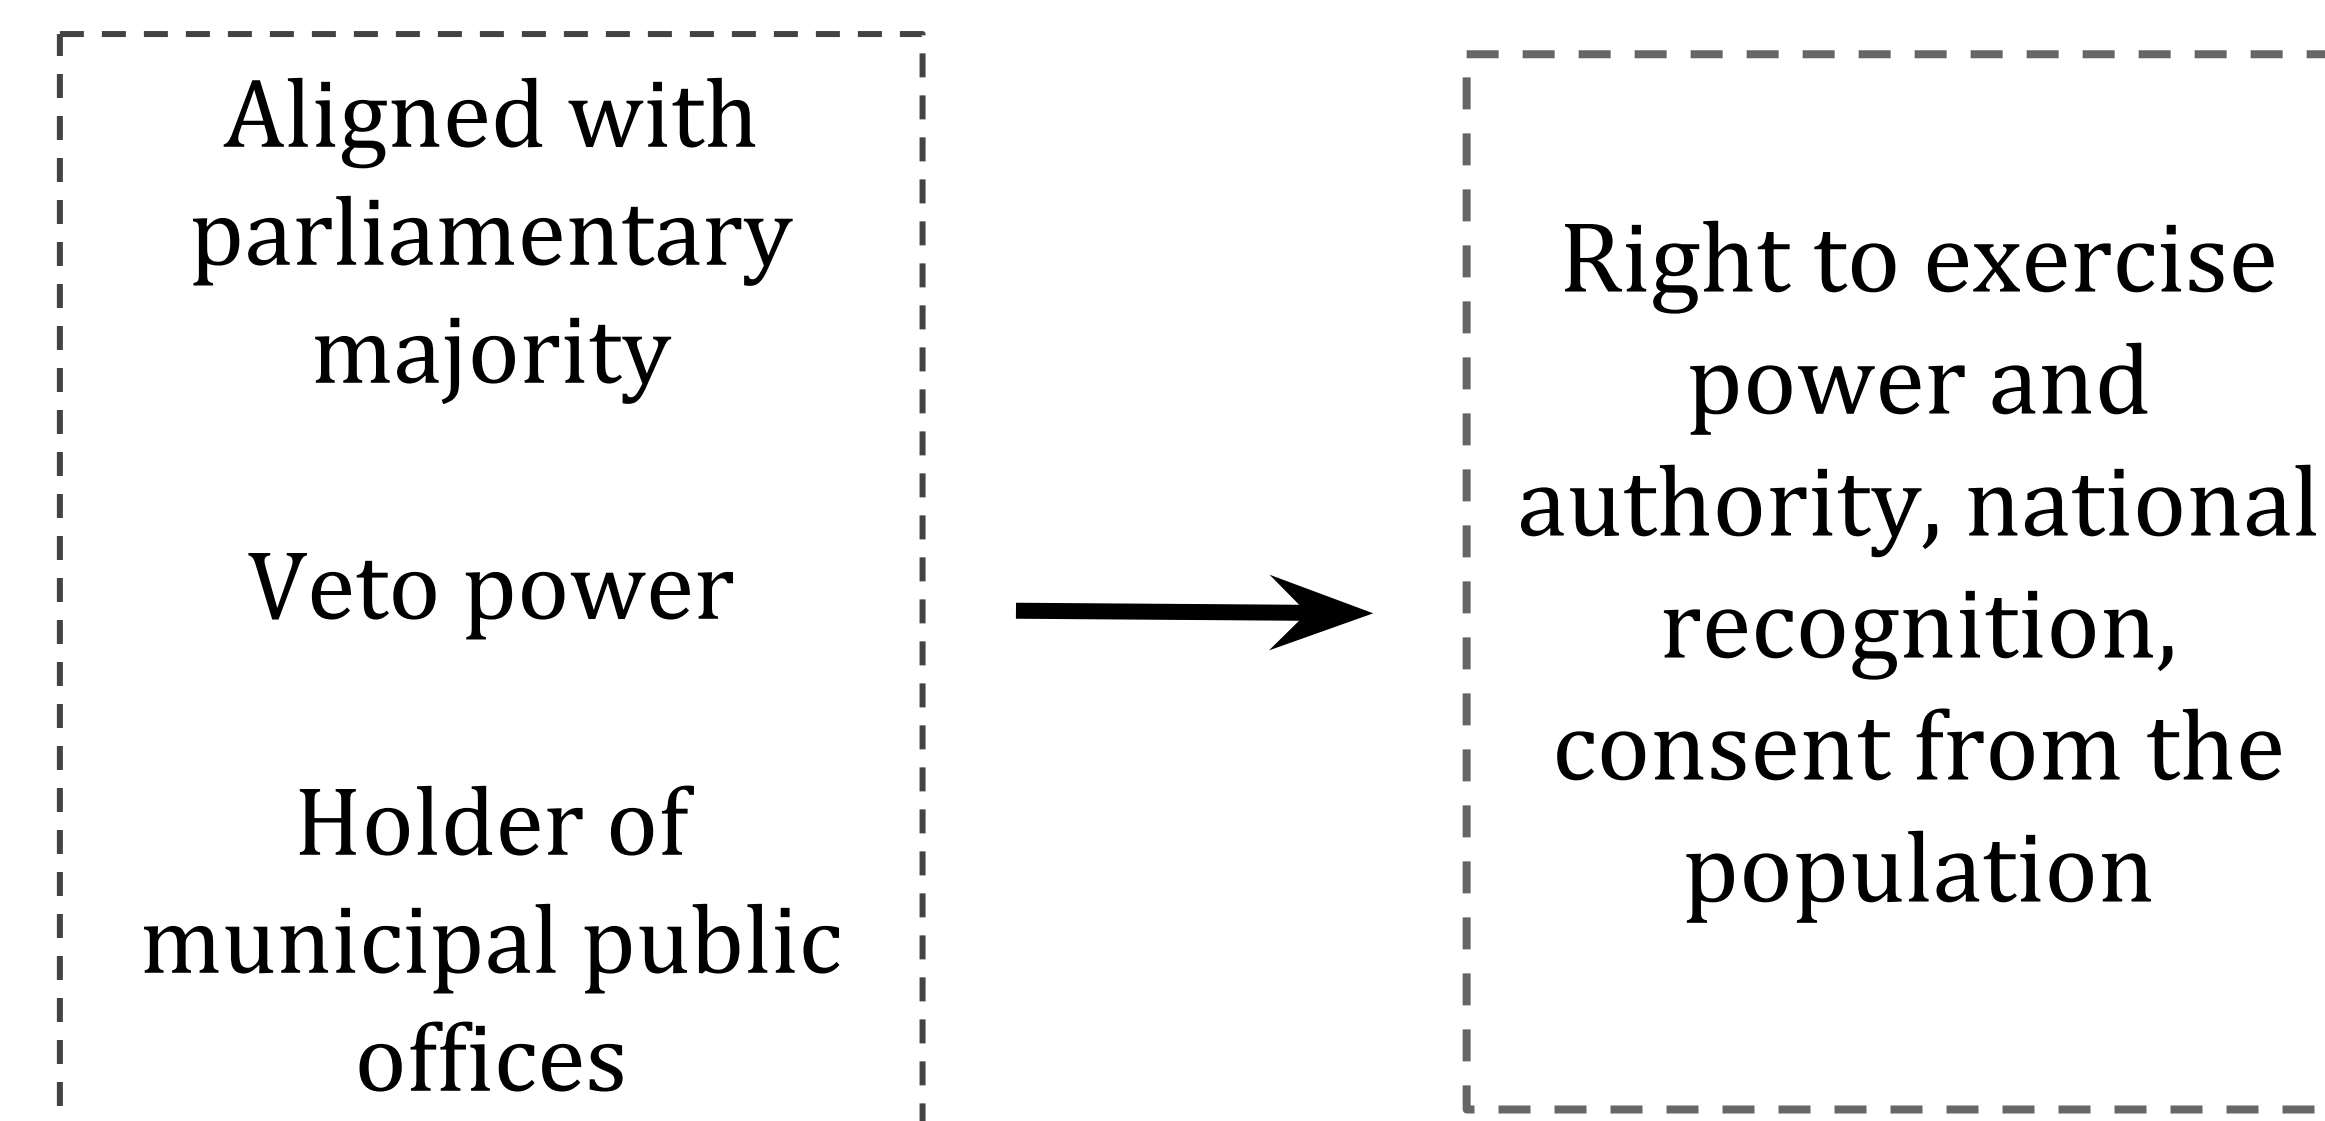 Aligned with
parliamentary
majority
Veto power
Holder of
municipal public
offices
Right to exercise
power and
authority, national
recognition,
consent from the
population